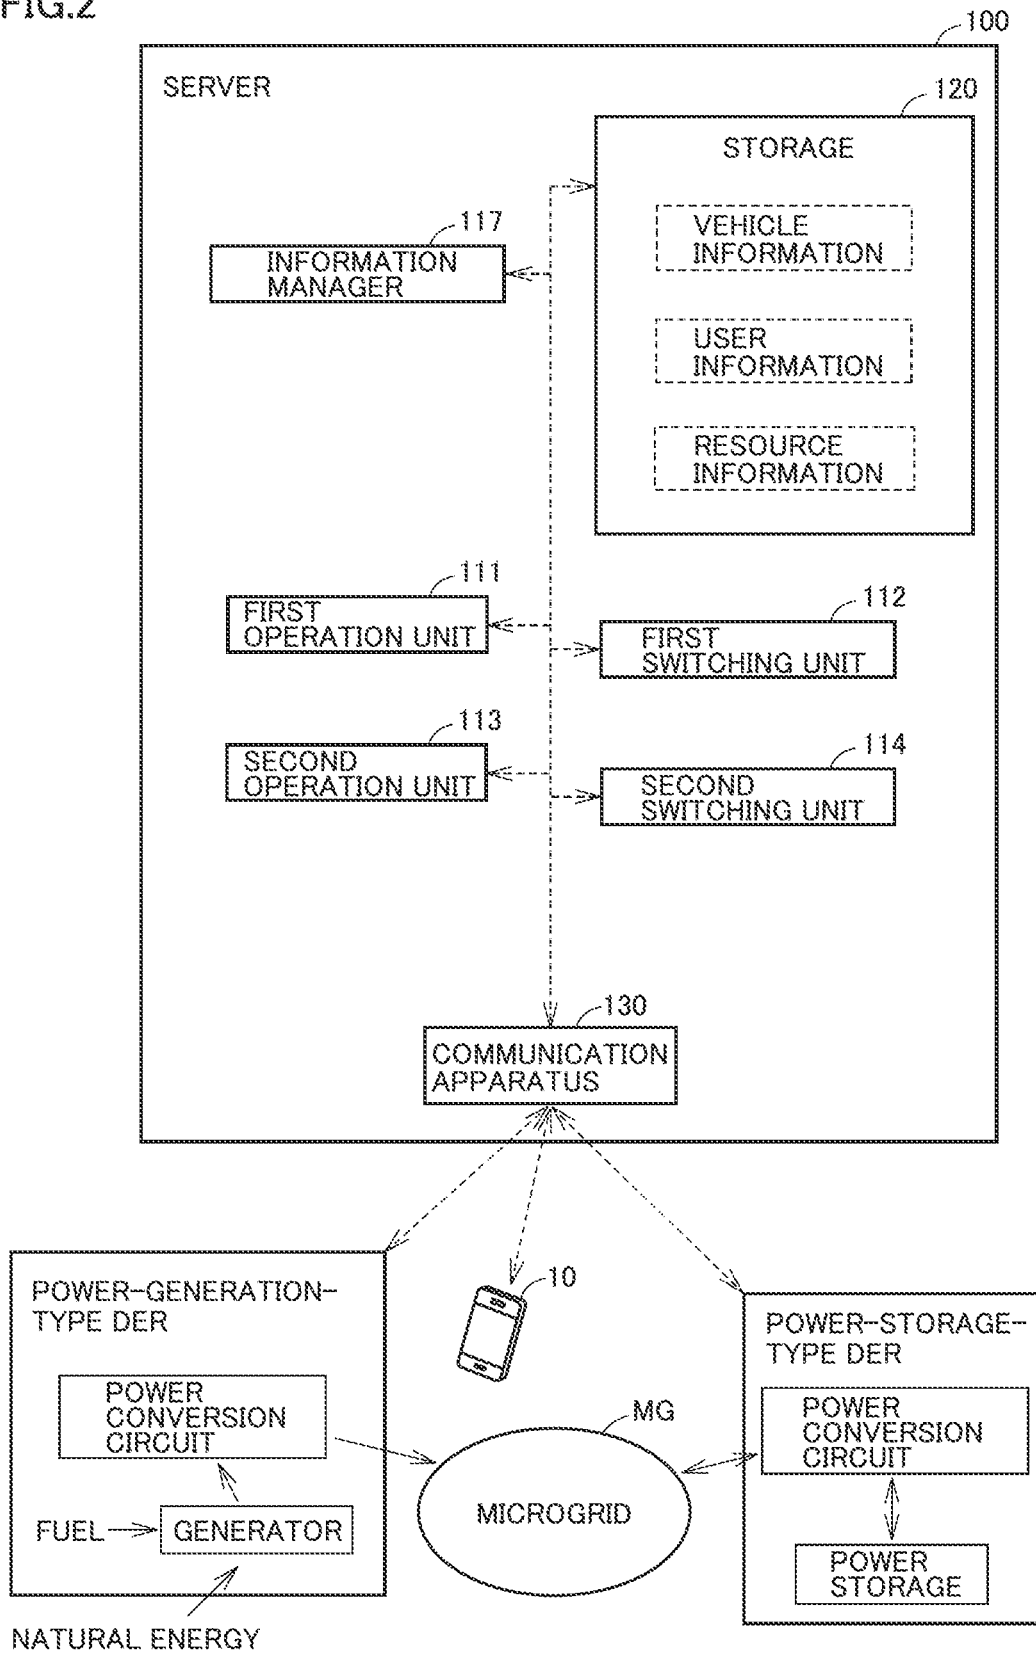 FIG.2
100
SERVER
120
STORAGE
VEHICLE
INFORMATION
USER
INFORMATION
RESOURCE
INFORMATION
117
INFORMATION
MANAGER
111
FIRST
OPERATION UNIT
112
FIRST
SWITCHING UNIT
113
SECOND
OPERATION UNIT
114
SECOND
SWITCHING UNIT
130
COMMUNICATION
APPARATUS
POWER-GENERATION-
TYPE DER
POWER
CONVERSION
CIRCUIT
FUEL
GENERATOR
NATURAL ENERGY
10
MG
MICROGRID
POWER-STORAGE-
TYPE DER
POWER
CONVERSION
CIRCUIT
POWER
STORAGE